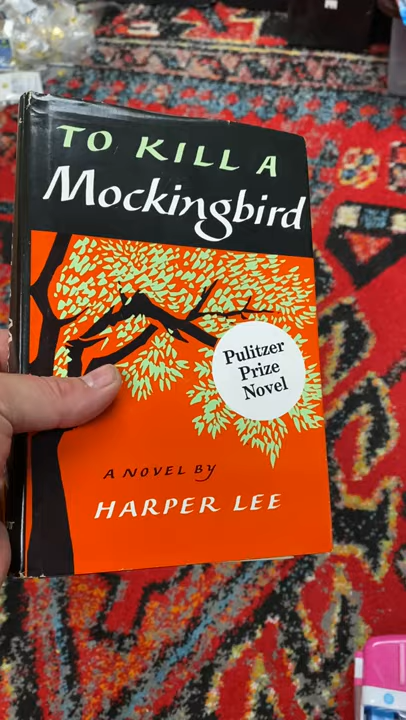 TO KILL A
Mockingbird
Pulitzer
Prize
Novel
A NOVEL By
HARPER LEE